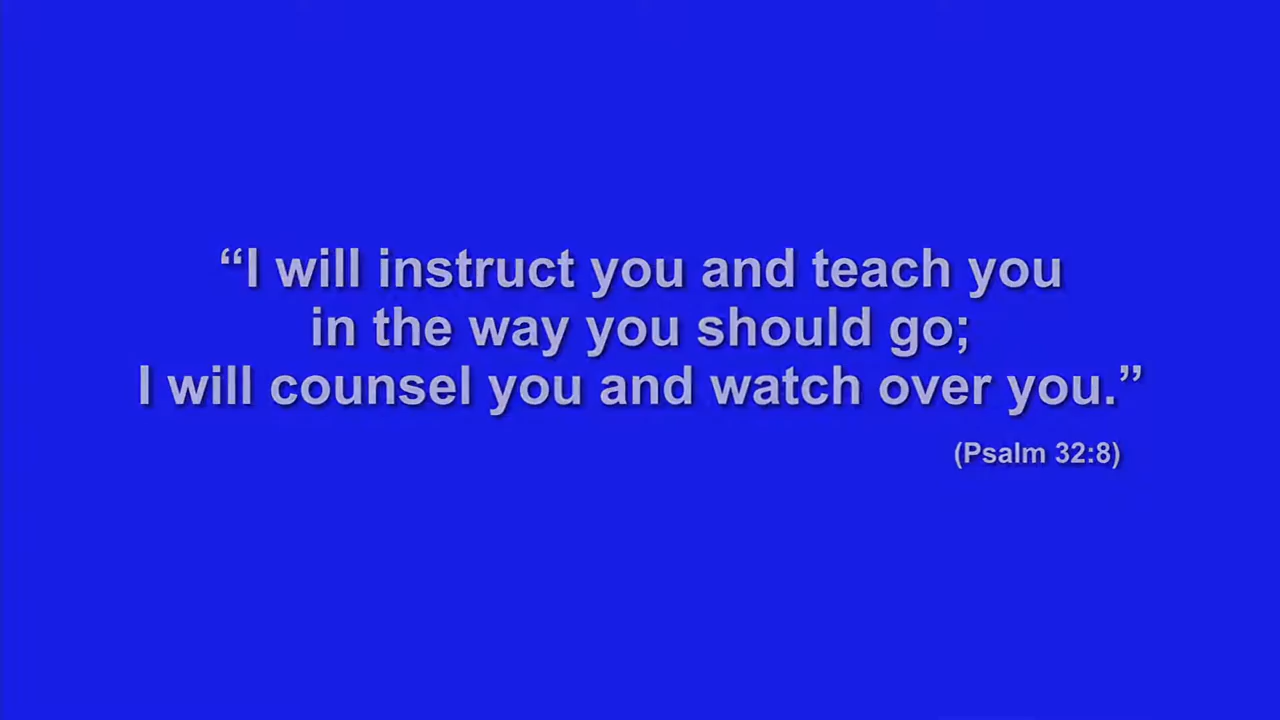 “I will instruct you and teach you
in the way you should go;
I will counsel you and watch over you.”
(Psalm 32:8)